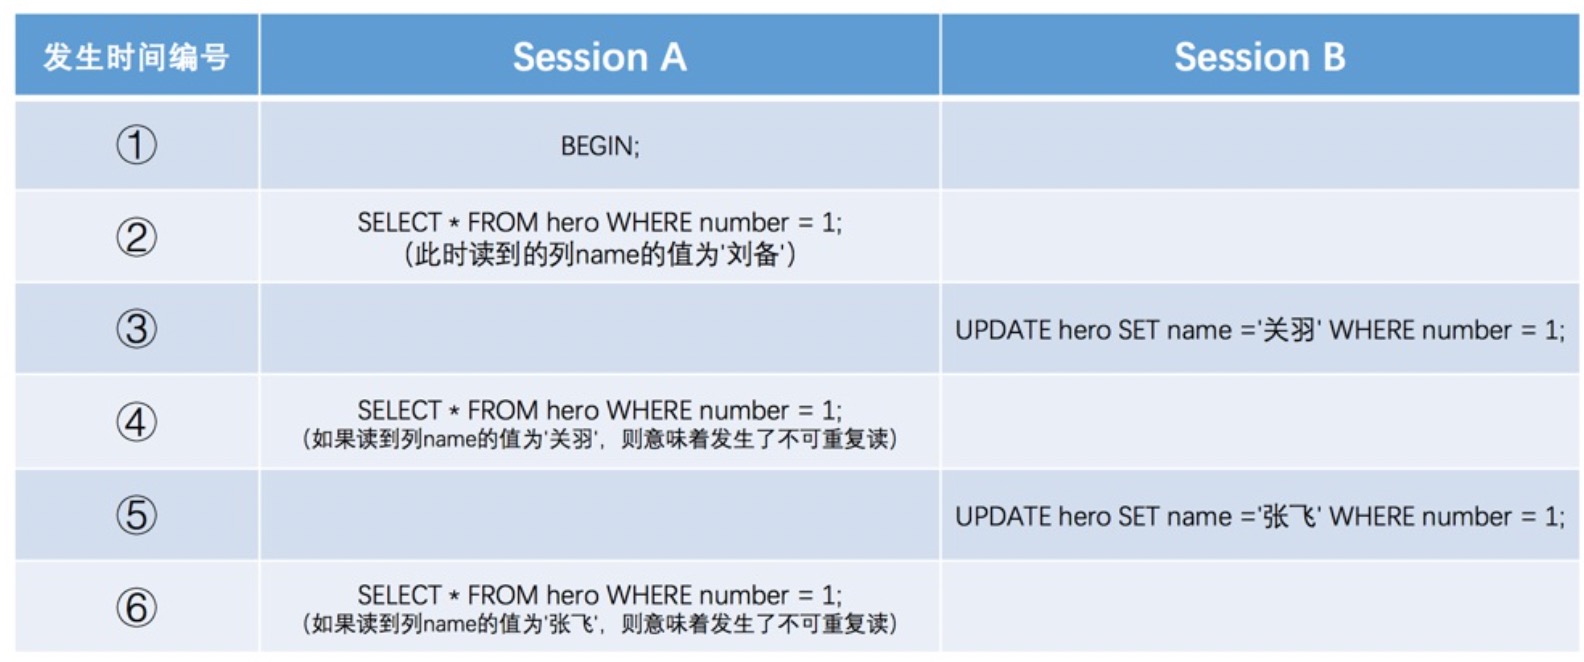 发生时间编号
Session A
Session B
①
BEGIN;
②
SELECT * FROM hero WHERE number = 1;
（此时读到的列name的值为'刘备'）
③
UPDATE hero SET name ='关羽' WHERE number = 1;
④
SELECT * FROM hero WHERE number = 1;
（如果读到列name的值为'关羽'，则意味着发生了不可重复读）
⑤
UPDATE hero SET name ='张飞' WHERE number = 1;
⑥
SELECT * FROM hero WHERE number = 1;
（如果读到列name的值为'张飞'，则意味着发生了不可重复读）